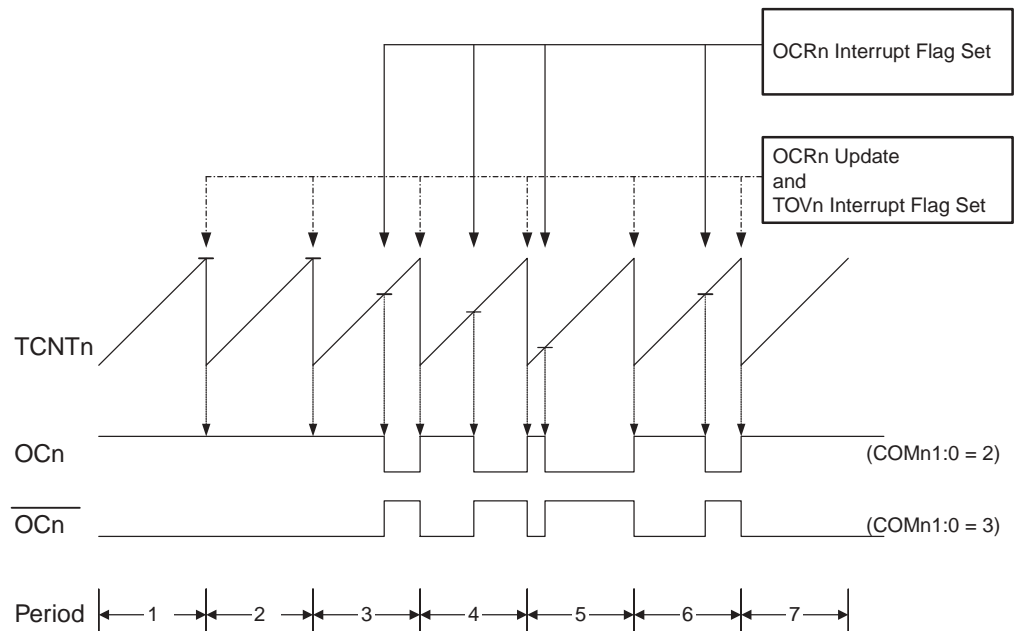 OCRn Interrupt Flag Set
OCRn Update
and
TOVn Interrupt Flag Set
TCNTn
OCn
(COMn1:0 = 2)
OCn
(COMn1:0 = 3)
Period
1
2
3
4
5
6
7